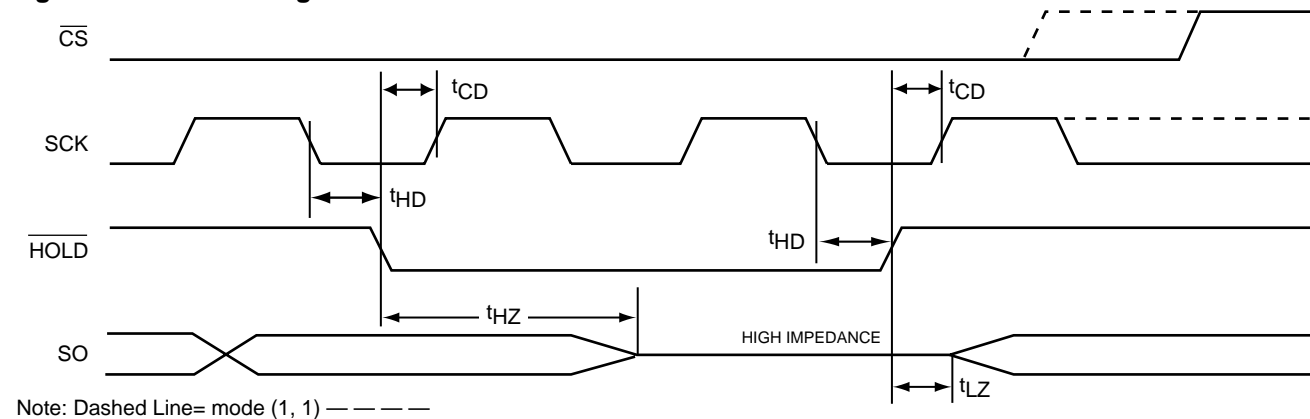 CS
tCD
tCD
SCK
tHD
HOLD
tHD
tHZ
HIGH IMPEDANCE
SO
tLZ
Note: Dashed Line= mode (1, 1) — — — —